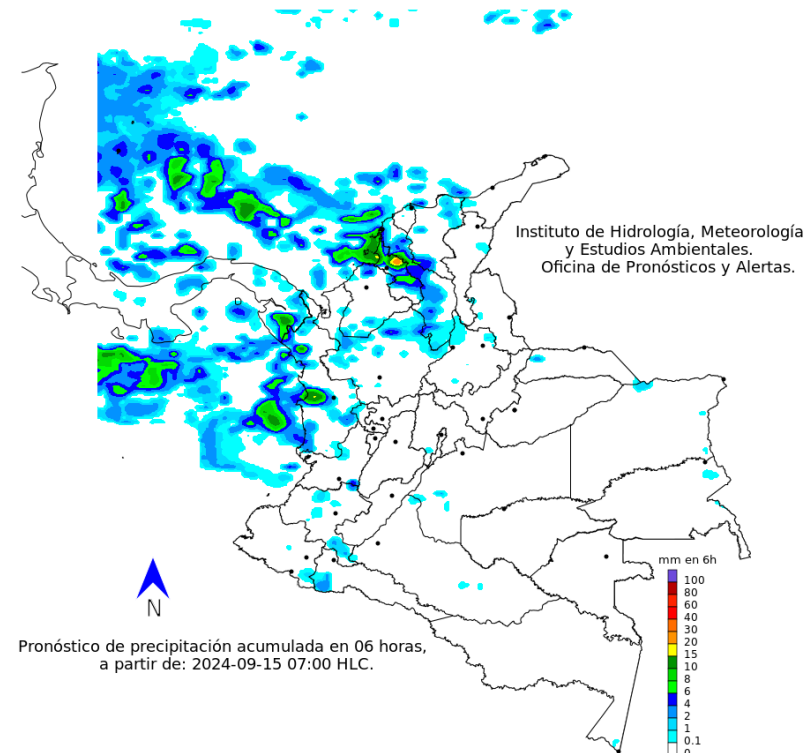 Instituto de Hidrología, Meteorología
y Estudios Ambientales.
Oficina de Pronósticos y Alertas.
mm en 6h
100
80
60
40
30
20
15
10
8
6
4
2
1
0.1
0
N
Pronóstico de precipitación acumulada en 06 horas,
a partir de: 2024-09-15 07:00 HLC.